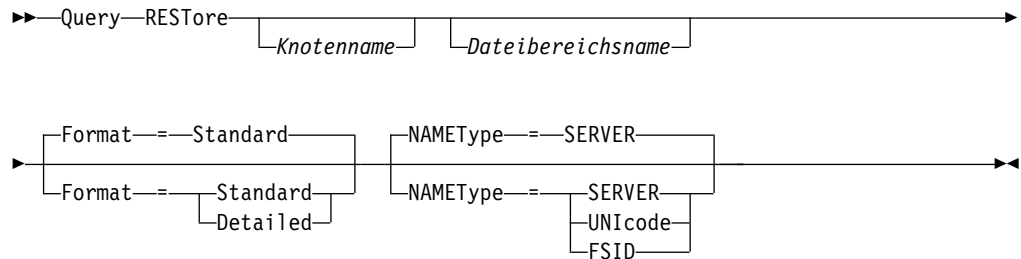 Query RESTore
Knotenname Dateibereichsname
Format = Standard NAMEType = SERVER
Format = Standard NAMEType = SERVER
Detailed UNIcode
FSID